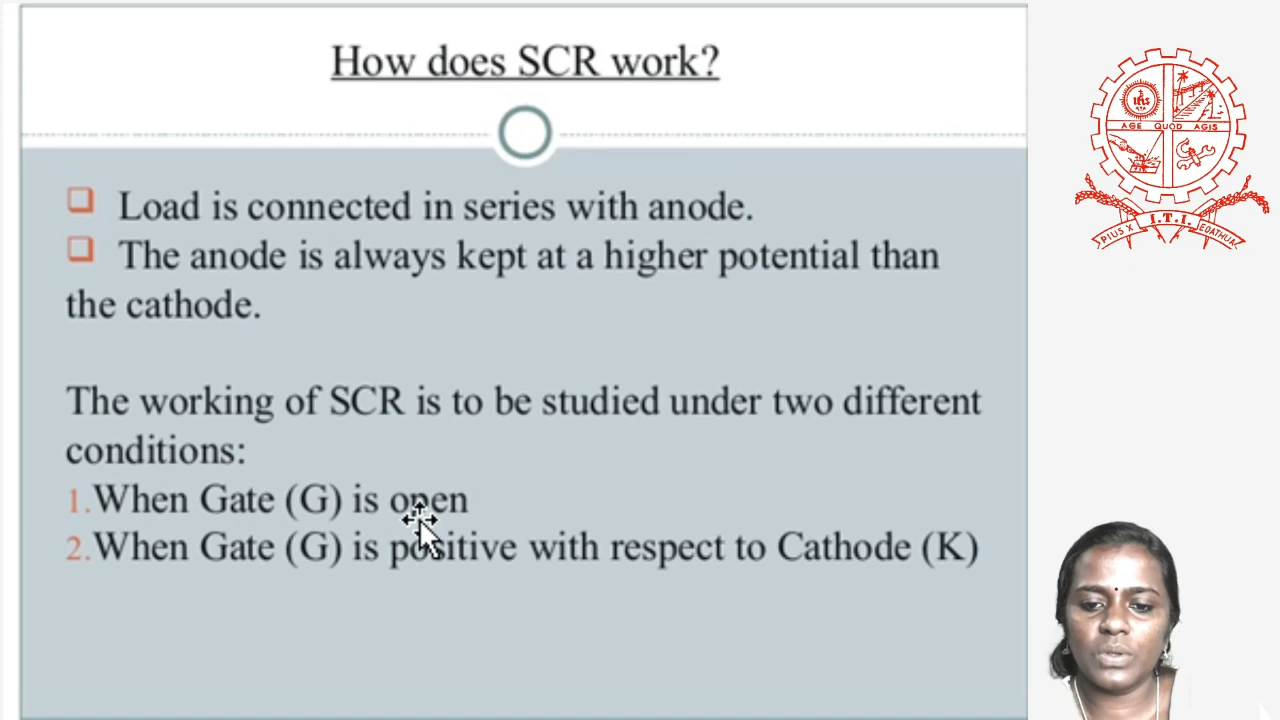 How does SCR work?
Load is connected in series with anode.
The anode is always kept at a higher potential than
the cathode.
The working of SCR is to be studied under two different
conditions:
1.When Gate (G) is open
2.When Gate (G) is positive with respect to Cathode (K)
AGE QUOD AGIS
PIUS X I.T.I. EDATHUA